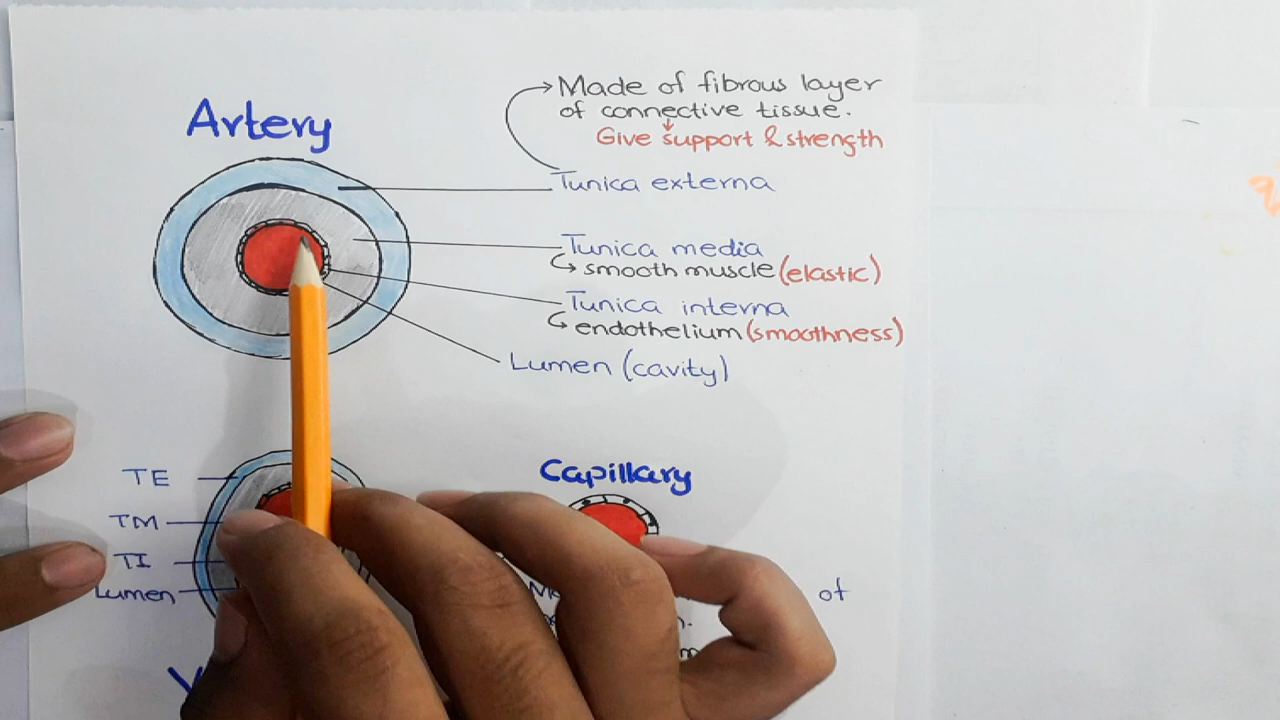 Artery
Made of fibrous layer
of connective tissue.
Give support & strength
Tunica externa
Tunica media
smooth muscle (elastic)
Tunica interna
endothelium (smoothness)
Lumen (cavity)
TE
TM
TI
Lumen
Capillary
of